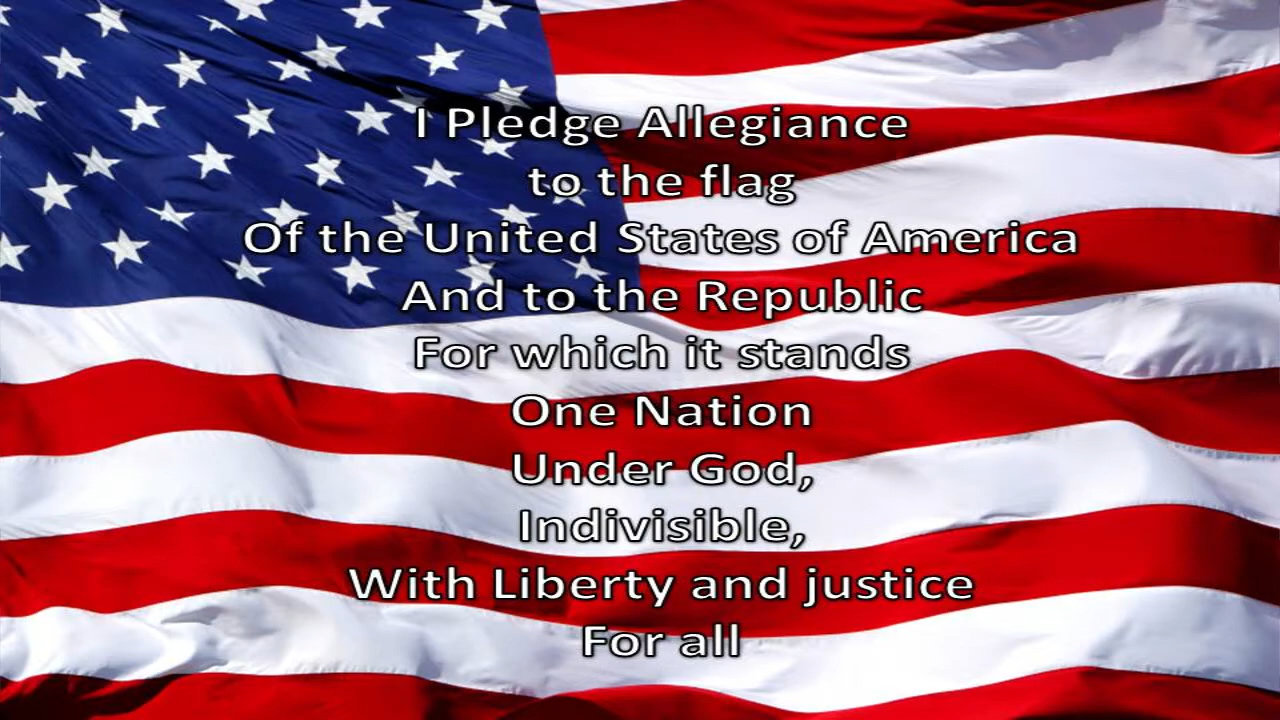 I Pledge Allegiance
to the flag
Of the United States of America
And to the Republic
For which it stands
One Nation
Under God,
Indivisible,
With Liberty and justice
For all